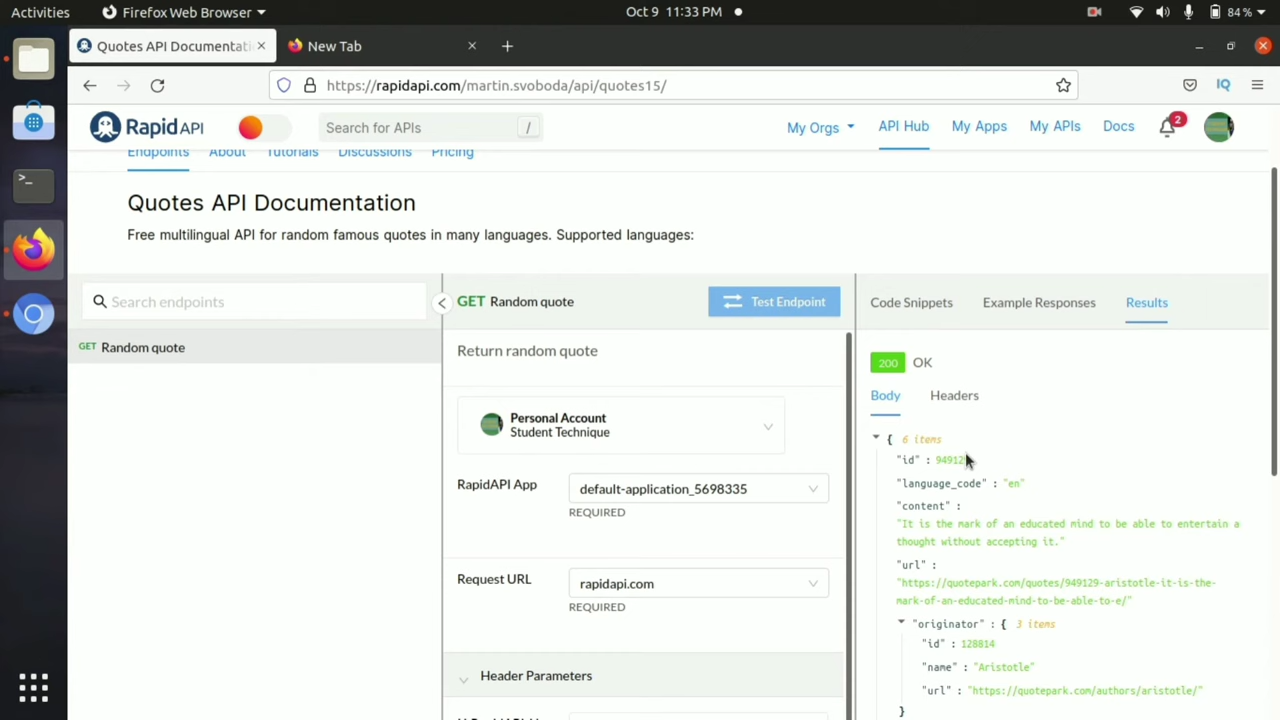 Activities
Firefox Web Browser
Oct 9 11:33 PM
84 %
Quotes API Documentati
New Tab
https://rapidapi.com/martin.svoboda/api/quotes15/
IQ
Rapid API
Search for APIs
/
My Orgs
API Hub
My Apps
My APIs
Docs
2
Endpoints
About
Tutorials
Discussions
Pricing
Quotes API Documentation
Free multilingual API for random famous quotes in many languages. Supported languages:
Search endpoints
GET Random quote
GET Random quote
Test Endpoint
Return random quote
Personal Account
Student Technique
RapidAPI App
default-application_5698335
REQUIRED
Request URL
rapidapi.com
REQUIRED
Header Parameters
Code Snippets
Example Responses
Results
200
OK
Body
Headers
{ 6 items
"id" : 949129
"language_code" : "en"
"content" :
"It is the mark of an educated mind to be able to entertain a
thought without accepting it."
"url" :
"https://quotepark.com/quotes/949129-aristotle-it-is-the-
mark-of-an-educated-mind-to-be-able-to-e/"
"originator" : { 3 items
"id" : 128814
"name" : "Aristotle"
"url" : "https://quotepark.com/authors/aristotle/"
}